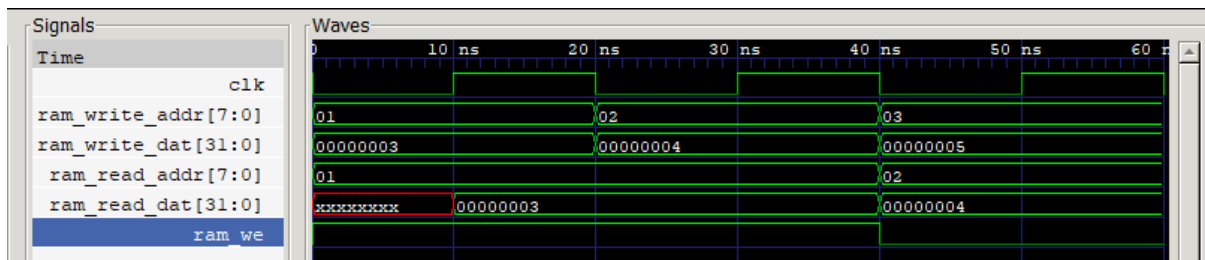 Signals
Waves
Time
0 10 ns 20 ns 30 ns 40 ns 50 ns 60 n
clk
ram_write_addr[7:0] 01 02 03
ram_write_dat[31:0] 00000003 00000004 00000005
ram_read_addr[7:0] 01 02
ram_read_dat[31:0] xxxxxxxx 00000003 00000004
ram_we